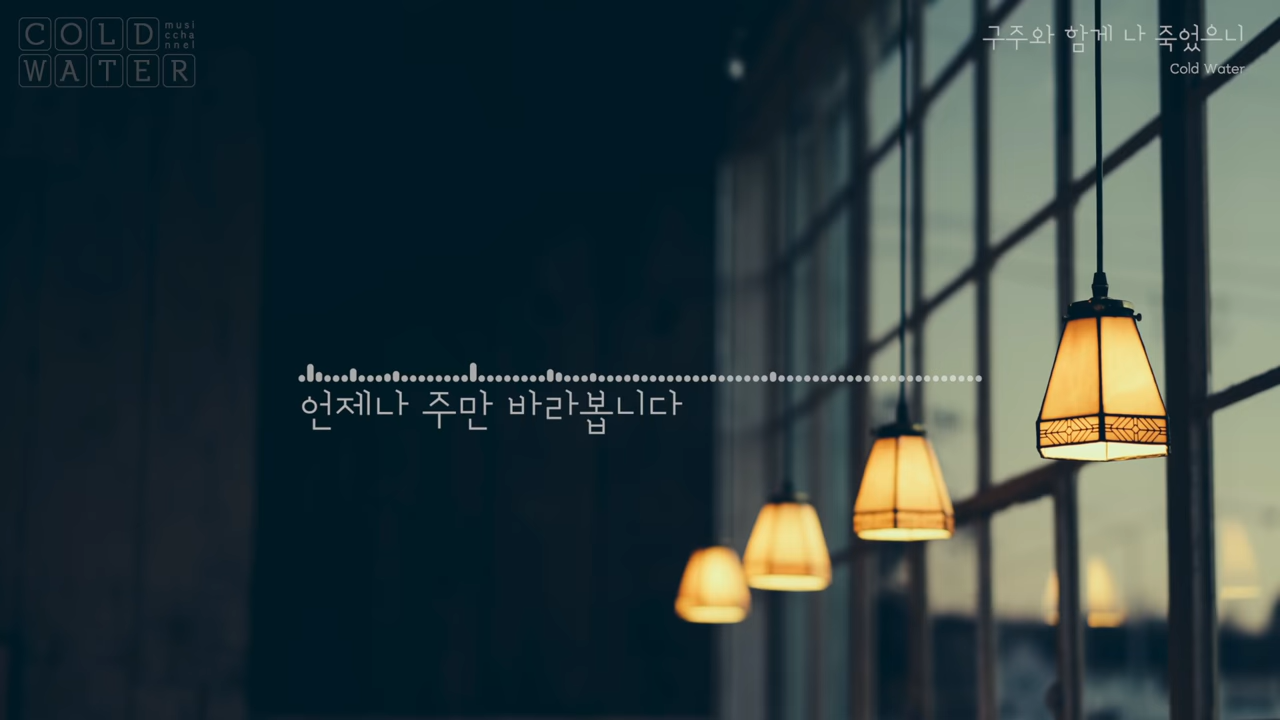 COLD
WATER
musi
ccha
nnel
구주와 함께 나 죽었으니
Cold Water
언제나 주만 바라봅니다